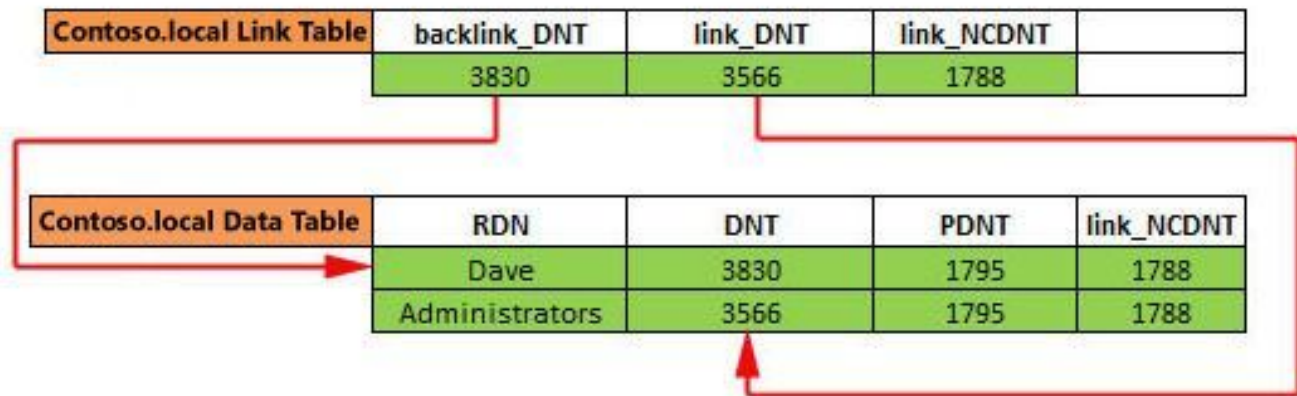 Contoso.local Link Table backlink_DNT link_DNT link_NCDNT
3830 3566 1788
Contoso.local Data Table RDN DNT PDNT link_NCDNT
Dave 3830 1795 1788
Administrators 3566 1795 1788